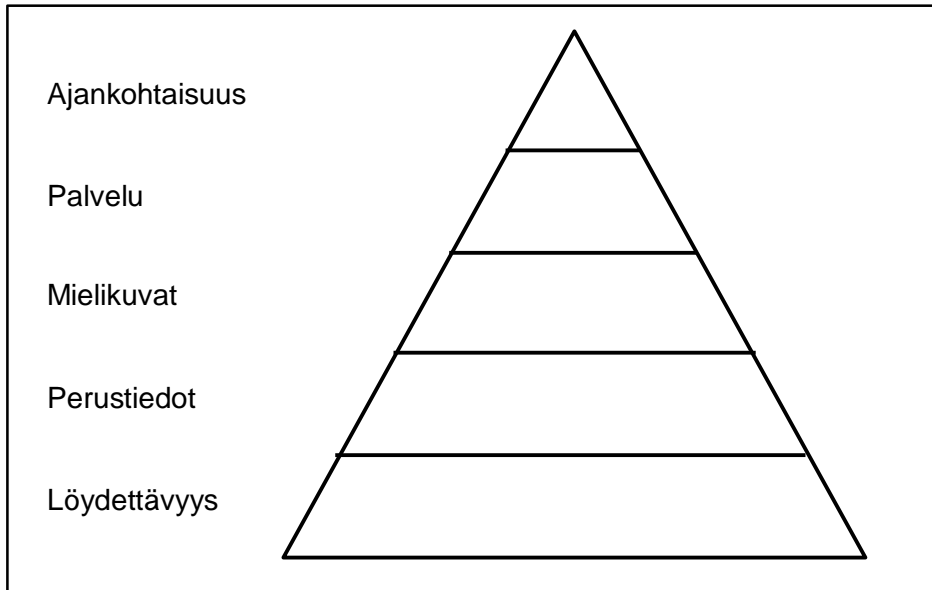 Ajankohtaisuus
Palvelu
Mielikuvat
Perustiedot
Löydettävyys